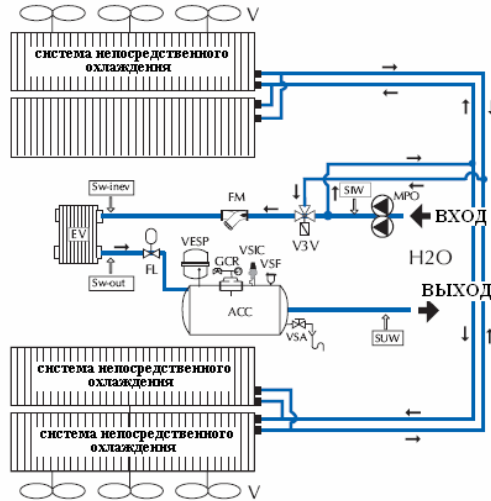 V
система непосредственного
охлаждения
Sw-inev
FM
SIW
MPO
ВХОД
EV
V3V
H2O
VESP
VSIC
GCR
VSF
Sw-out
FL
ВЫХОД
ACC
VSA
SUW
система непосредственного
охлаждения
система непосредственного
охлаждения
V